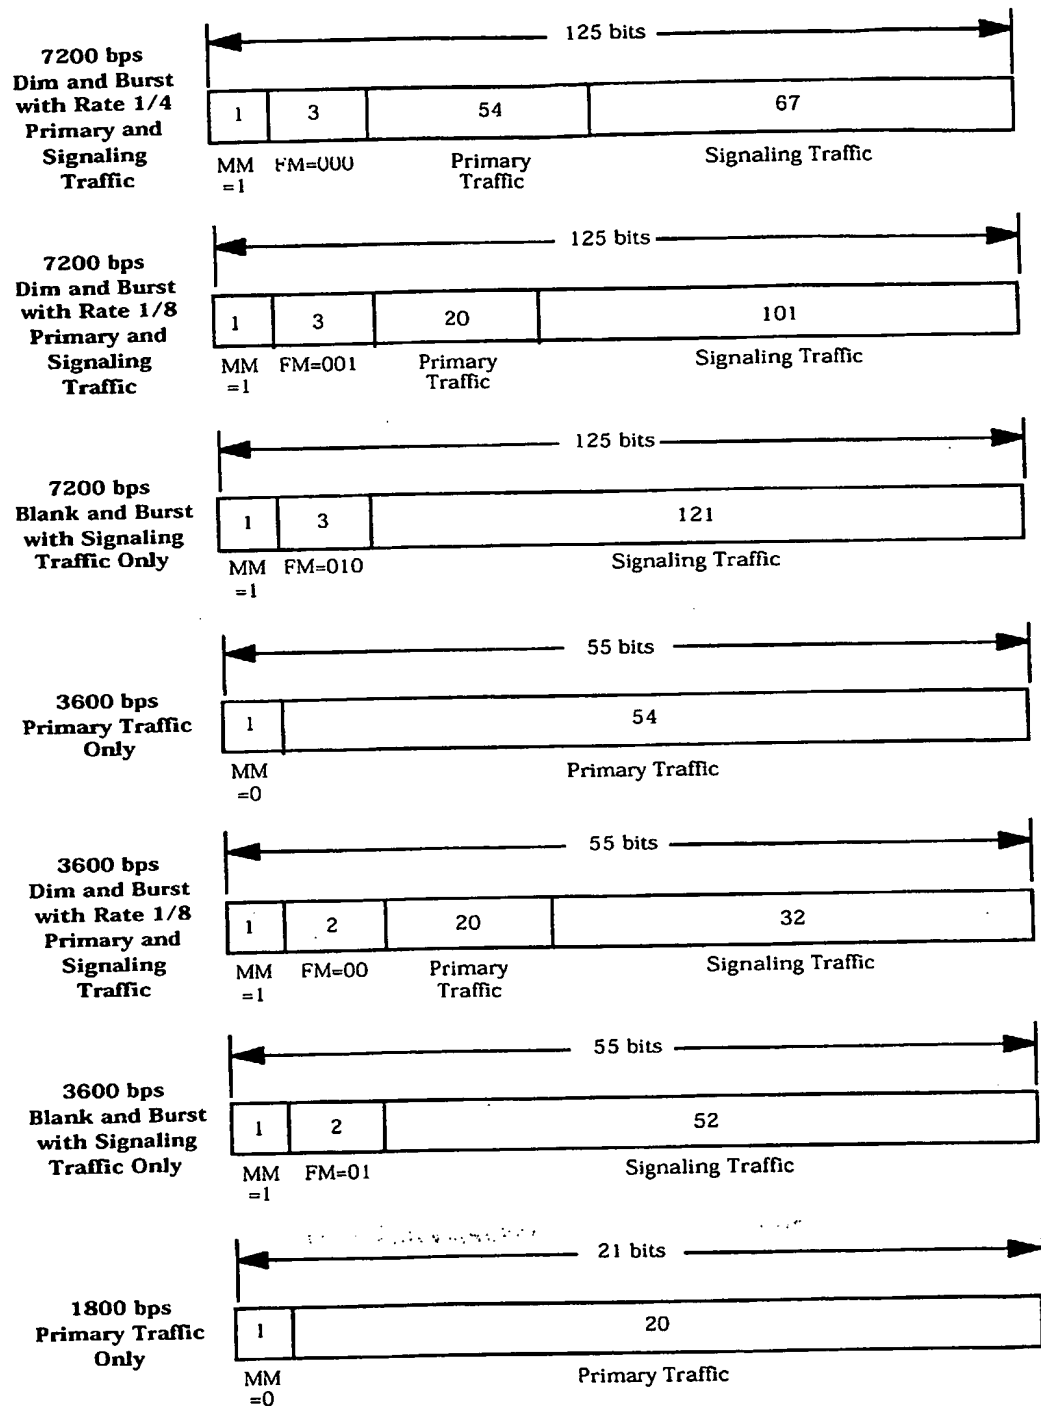 125 bits
7200 bps
Dim and Burst
with Rate 1/4
Primary and
Signaling
Traffic
1 3 54 67
MM
=1
FM=000
Primary
Traffic
Signaling Traffic
125 bits
7200 bps
Dim and Burst
with Rate 1/8
Primary and
Signaling
Traffic
1 3 20 101
MM
=1
FM=001
Primary
Traffic
Signaling Traffic
125 bits
7200 bps
Blank and Burst
with Signaling
Traffic Only
1 3 121
MM
=1
FM=010
Signaling Traffic
55 bits
3600 bps
Primary Traffic
Only
1 54
MM
=0
Primary Traffic
55 bits
3600 bps
Dim and Burst
with Rate 1/8
Primary and
Signaling
Traffic
1 2 20 32
MM
=1
FM=00
Primary
Traffic
Signaling Traffic
55 bits
3600 bps
Blank and Burst
with Signaling
Traffic Only
1 2 52
MM
=1
FM=01
Signaling Traffic
21 bits
1800 bps
Primary Traffic
Only
1 20
MM
=0
Primary Traffic